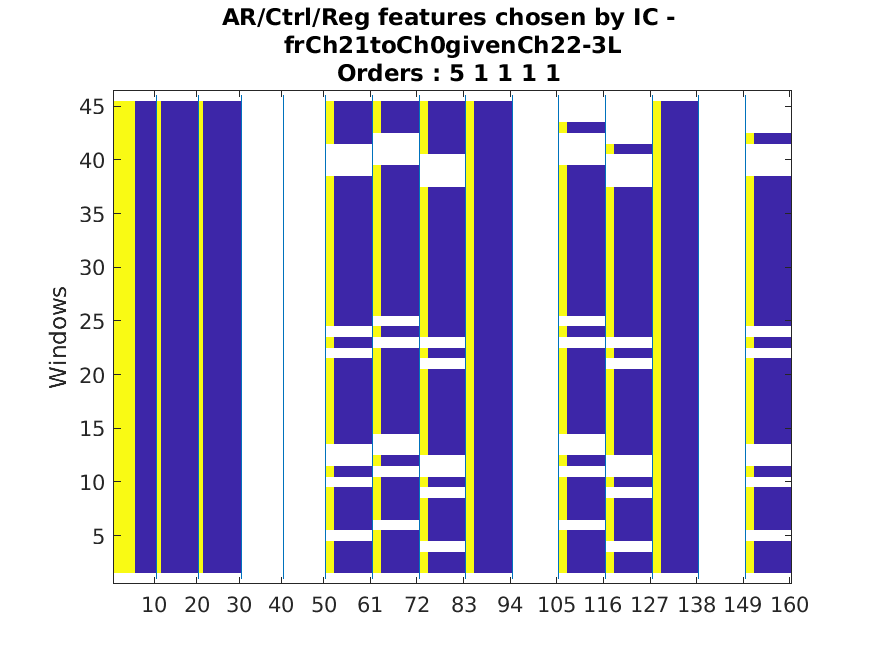 AR/Ctrl/Reg features chosen by IC -
frCh21toCh0givenCh22-3L
Orders : 5 1 1 1 1
45
40
35
30
25
20
15
10
5
Windows
10 20 30 40 50 61 72 83 94 105 116 127 138 149 160